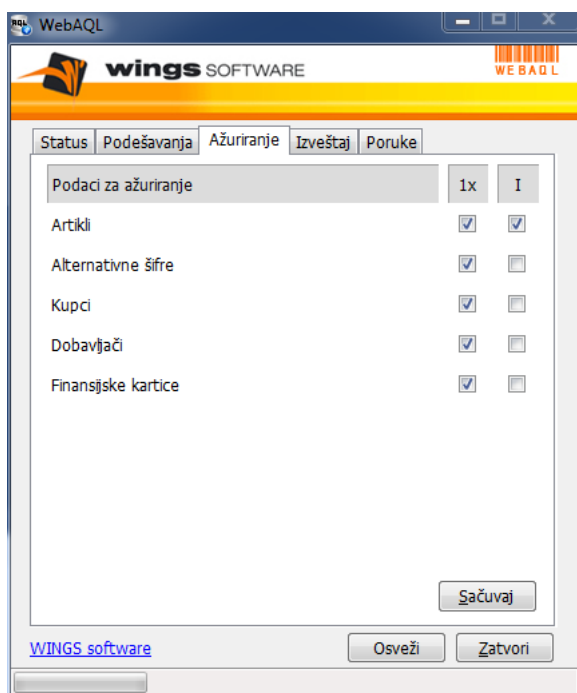 WebAQL
wings SOFTWARE
WEBAQL
Status Podešavanja Ažuriranje Izveštaj Poruke
Podaci za ažuriranje 1x I
Artikli
Alternativne šifre
Kupci
Dobavljači
Finansijske kartice
Sačuvaj
WINGS software Osveži Zatvori